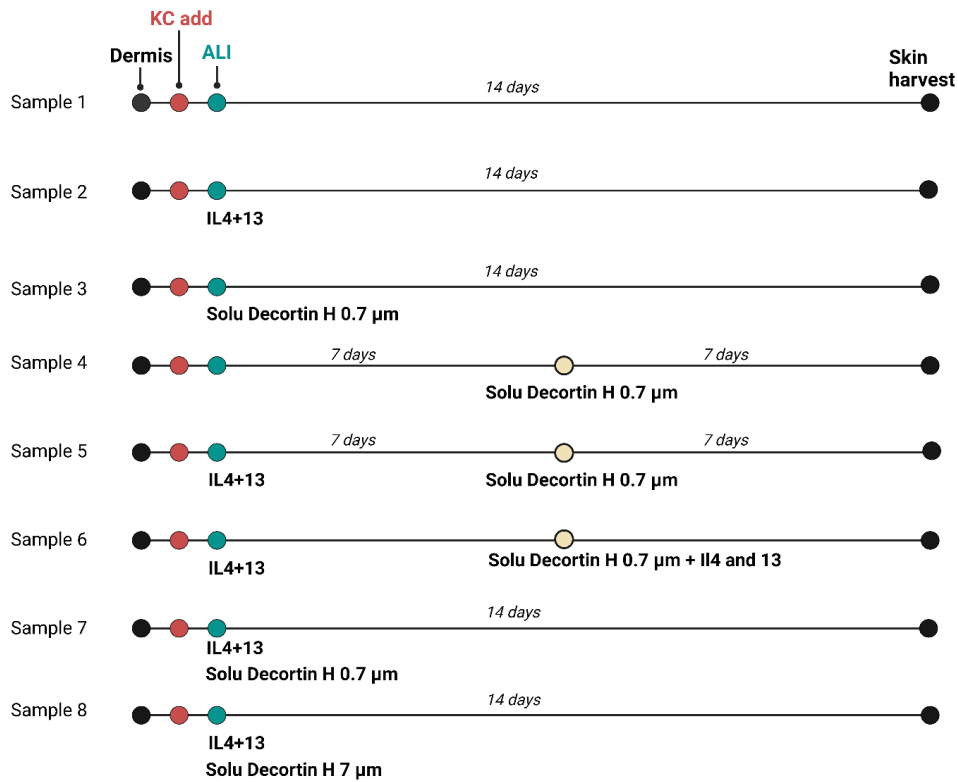 KC add
Dermis
ALI
Skin
harvest
Sample 1
14 days
Sample 2
14 days
IL4+13
Sample 3
14 days
Solu Decortin H 0.7 µm
Sample 4
7 days
7 days
Solu Decortin H 0.7 µm
Sample 5
7 days
7 days
IL4+13
Solu Decortin H 0.7 µm
Sample 6
IL4+13
Solu Decortin H 0.7 µm + Il4 and 13
Sample 7
14 days
IL4+13
Solu Decortin H 0.7 µm
Sample 8
14 days
IL4+13
Solu Decortin H 7 µm